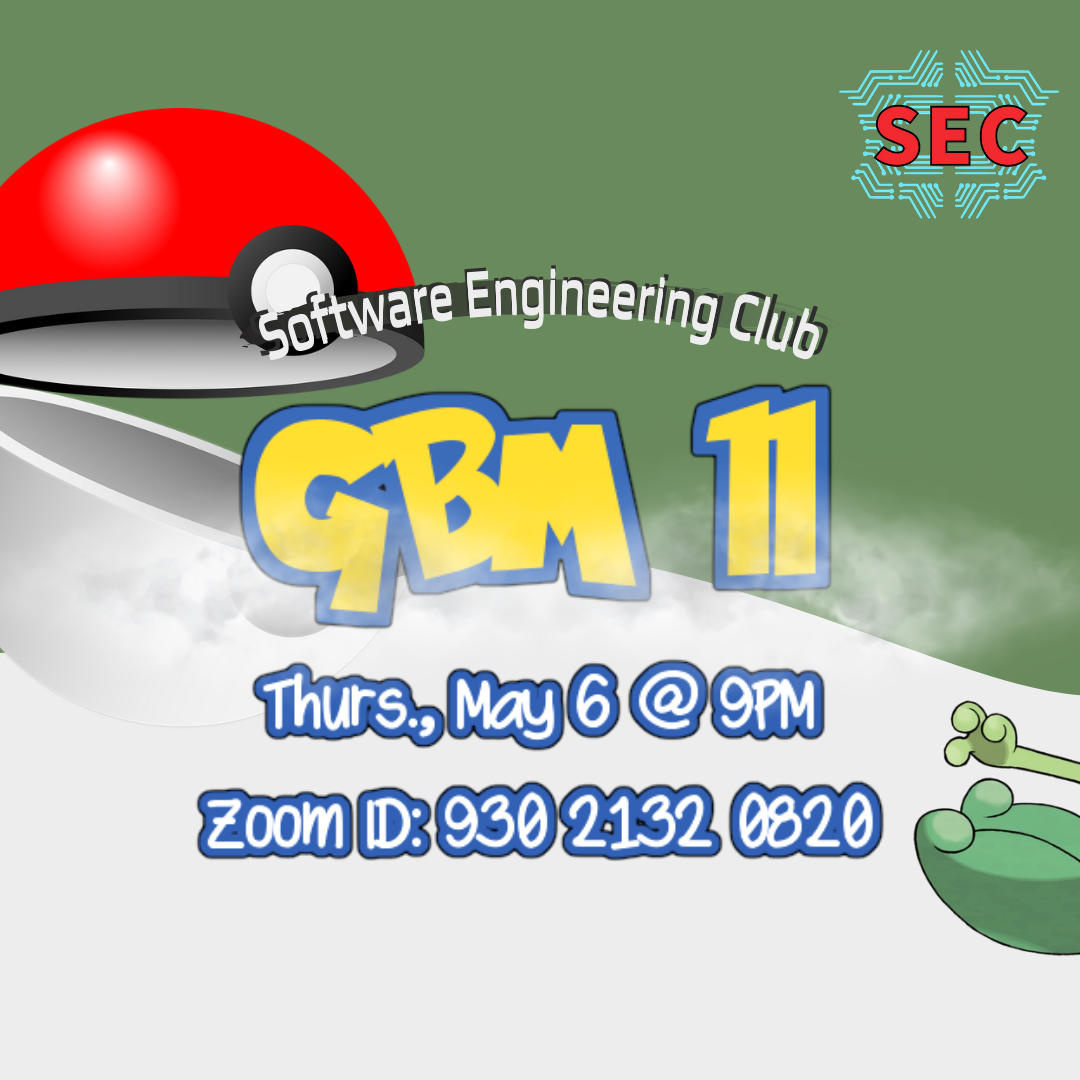 SEC
Software Engineering Club
GBM 11
Thurs., May 6 @ 9PM
Zoom ID: 930 2132 0820